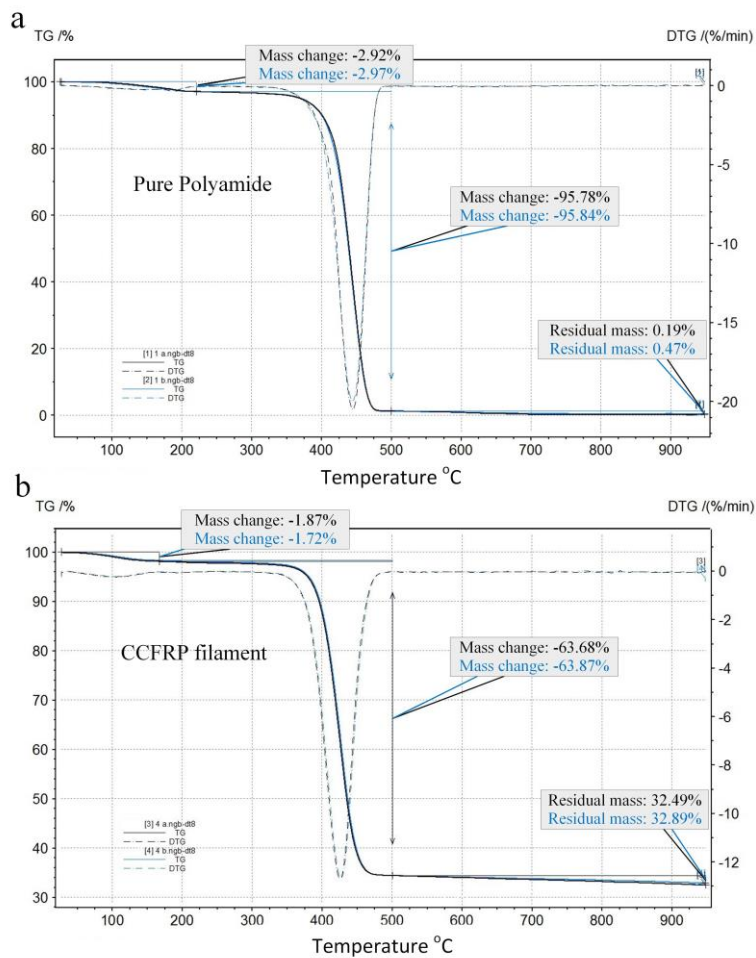 a
TG /%
DTG /(%/min)
Mass change: -2.92%
Mass change: -2.97%
[1]
100
0
80
-5
Pure Polyamide
Mass change: -95.78%
Mass change: -95.84%
60
-10
40
-15
Residual mass: 0.19%
Residual mass: 0.47%
20
[1] 1 a.ngb-dt8
TG
DTG
[2] 1 b.ngb-dt8
TG
DTG
-20
0
100 200 300 400 500 600 700 800 900
Temperature °C
b
TG /%
DTG /(%/min)
Mass change: -1.87%
Mass change: -1.72%
100
[3]
0
90
-2
CCFRP filament
80
-4
Mass change: -63.68%
Mass change: -63.87%
70
-6
60
-8
50
-10
Residual mass: 32.49%
Residual mass: 32.89%
[3] 4 a.ngb-dt8
TG
DTG
[4] 4 b.ngb-dt8
TG
DTG
40
-12
30
100 200 300 400 500 600 700 800 900
Temperature °C